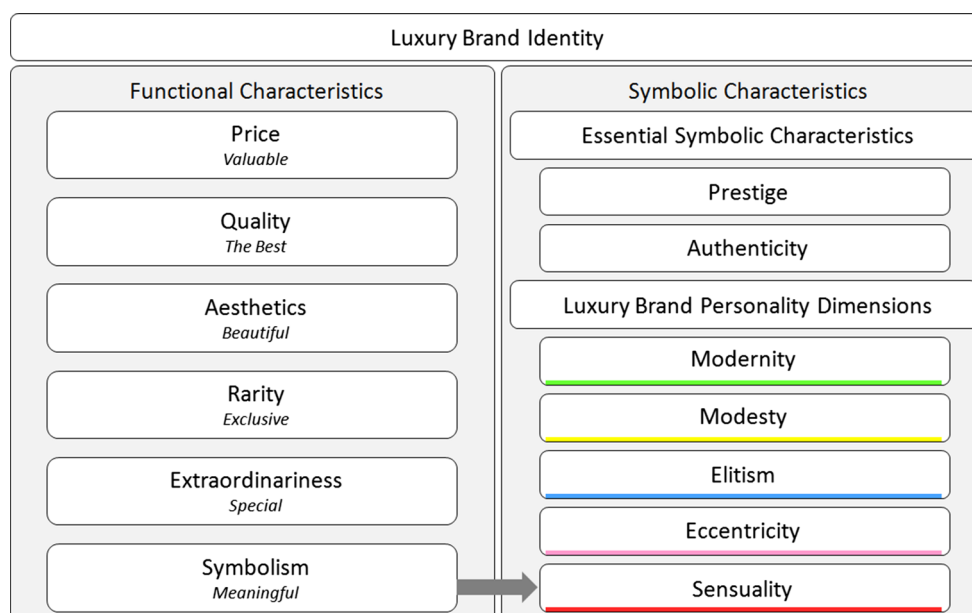 Luxury Brand Identity
Functional Characteristics
Price
Valuable
Quality
The Best
Aesthetics
Beautiful
Rarity
Exclusive
Extraordinariness
Special
Symbolism
Meaningful
Symbolic Characteristics
Essential Symbolic Characteristics
Prestige
Authenticity
Luxury Brand Personality Dimensions
Modernity
Modesty
Elitism
Eccentricity
Sensuality